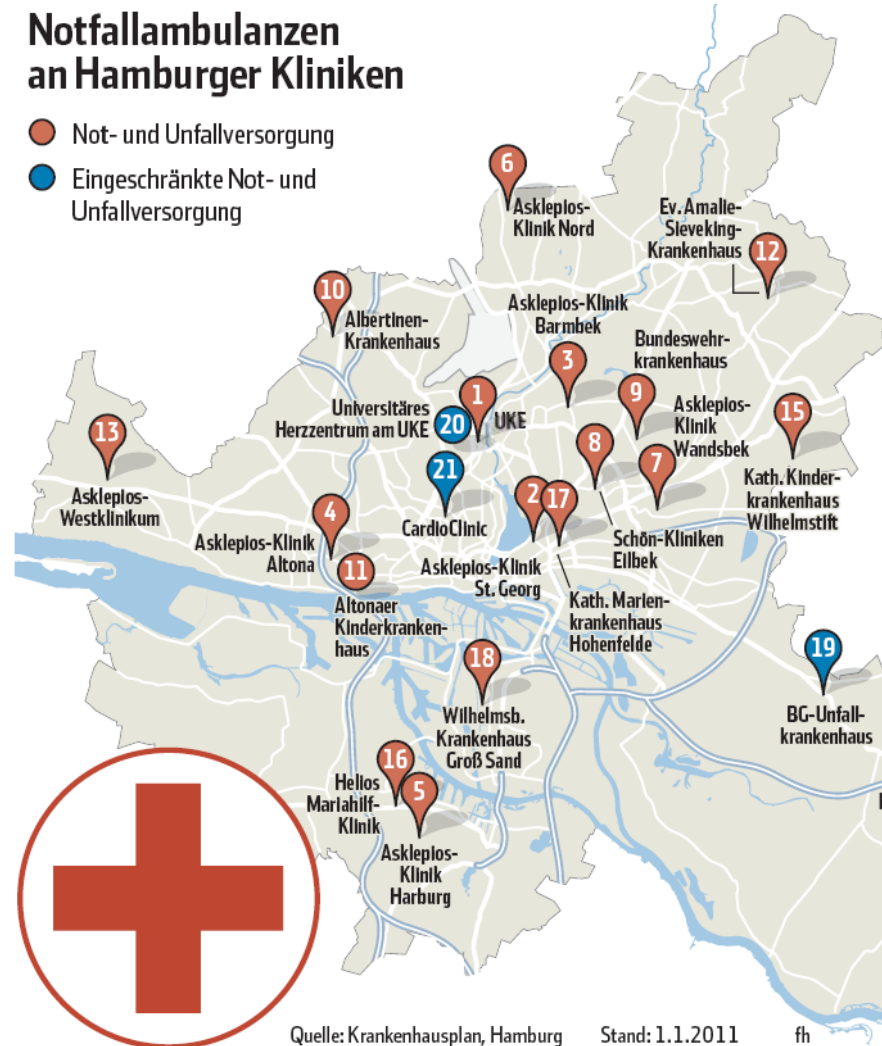 Notfallambulanzen
an Hamburger Kliniken
Not- und Unfallversorgung
Eingeschränkte Not- und
Unfallversorgung
6
Asklepios-
Klinik Nord
Ev. Amalie-
Sieveking-
Krankenhaus
12
10
Albertinen-
Krankenhaus
Asklepios-Klinik
Barmbek
3
Bundeswehr-
krankenhaus
9
1
UKE
Universitäres
Herzzentrum am UKE
20
Asklepios-
Klinik
Wandsbek
7
15
Kath. Kinder-
krankenhaus
Wilhelmstift
13
Asklepios-
Westklinikum
21
CardioClinic
8
Schön-Kliniken
Eilbek
2
Asklepios-Klinik
St. Georg
17
Kath. Marien-
krankenhaus
Hohenfelde
4
Asklepios-Klinik
Altona
11
Altonaer
Kinderkranken-
haus
18
Wilhelmsb.
Krankenhaus
Groß Sand
19
BG-Unfall-
krankenhaus
16
Helios
Mariahilf-
Klinik
5
Asklepios-
Klinik
Harburg
Quelle: Krankenhausplan, Hamburg Stand: 1.1.2011 fh